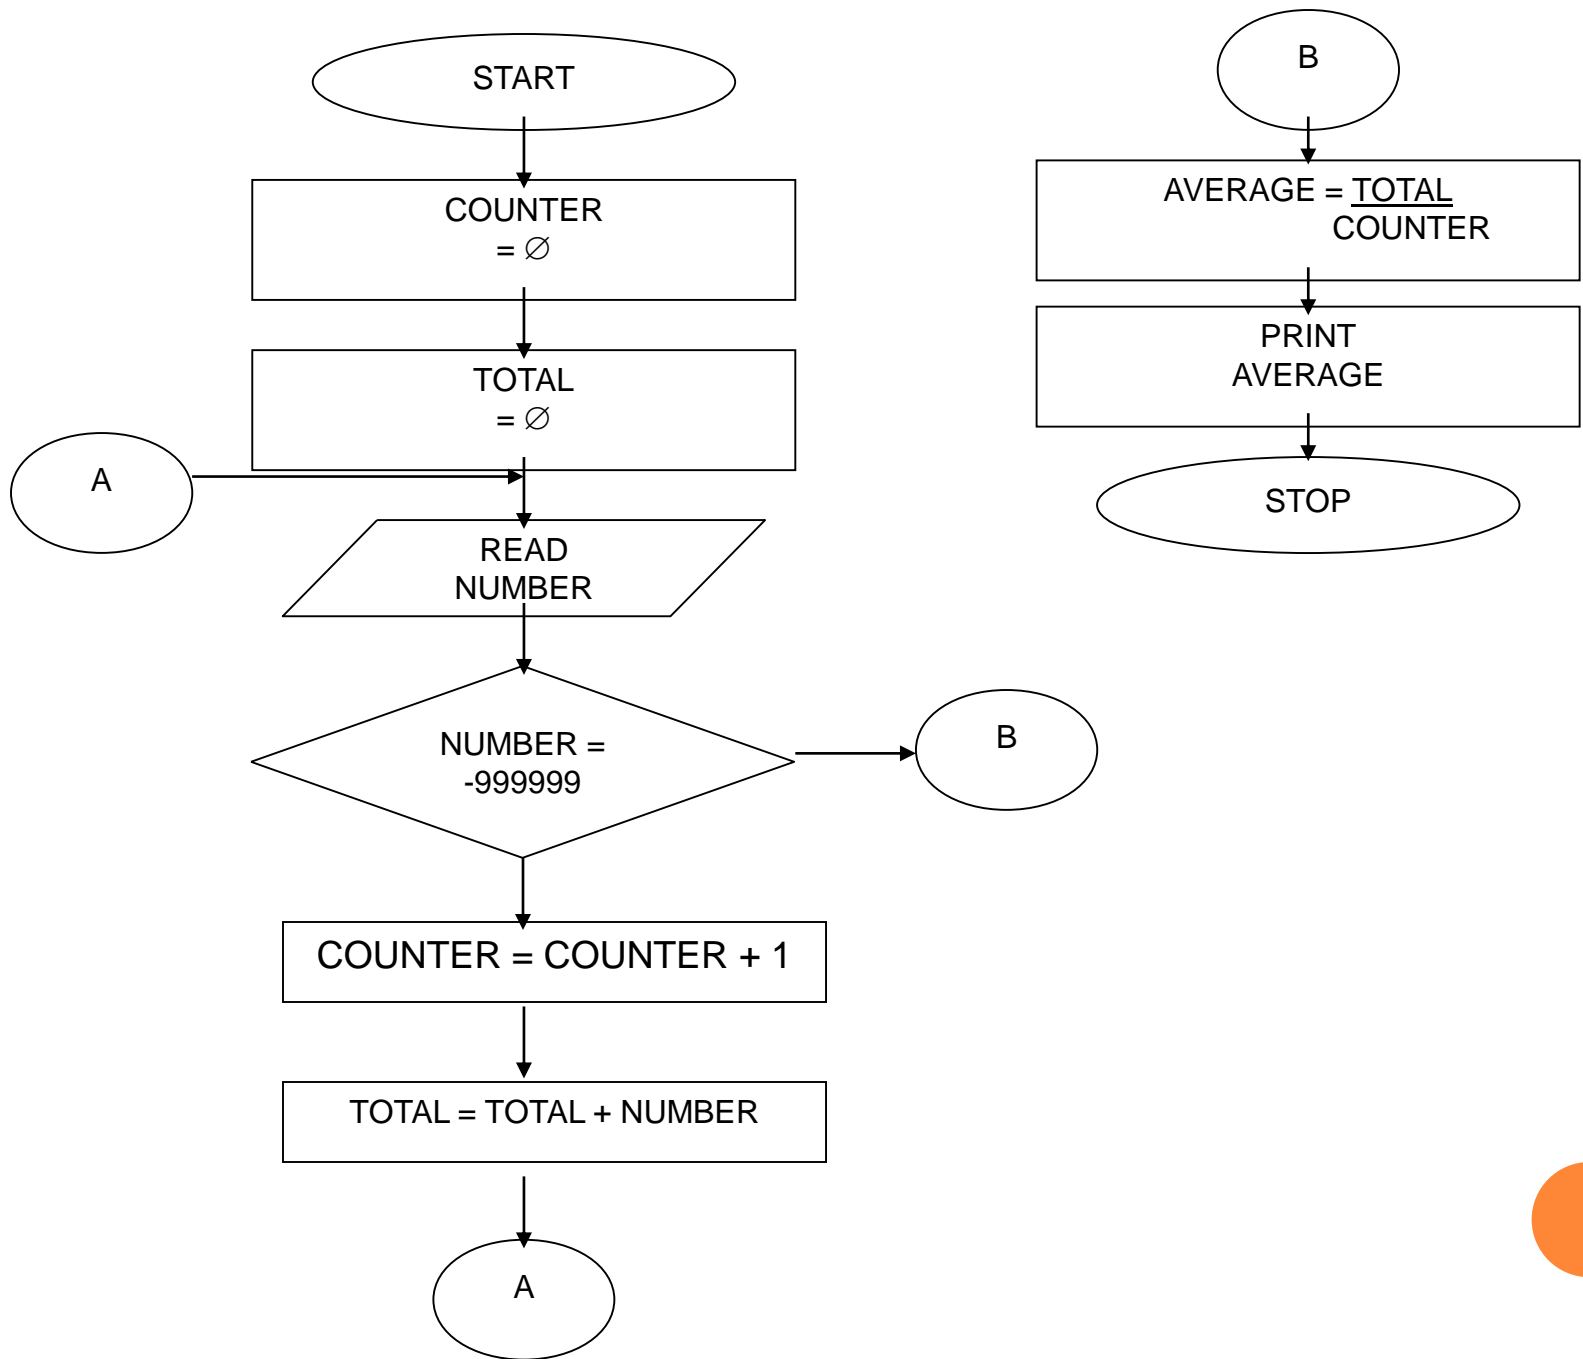 START
COUNTER
= ∅
TOTAL
= ∅
A
READ
NUMBER
NUMBER =
-999999
B
COUNTER = COUNTER + 1
TOTAL = TOTAL + NUMBER
A
B
AVERAGE = TOTAL
COUNTER
PRINT
AVERAGE
STOP